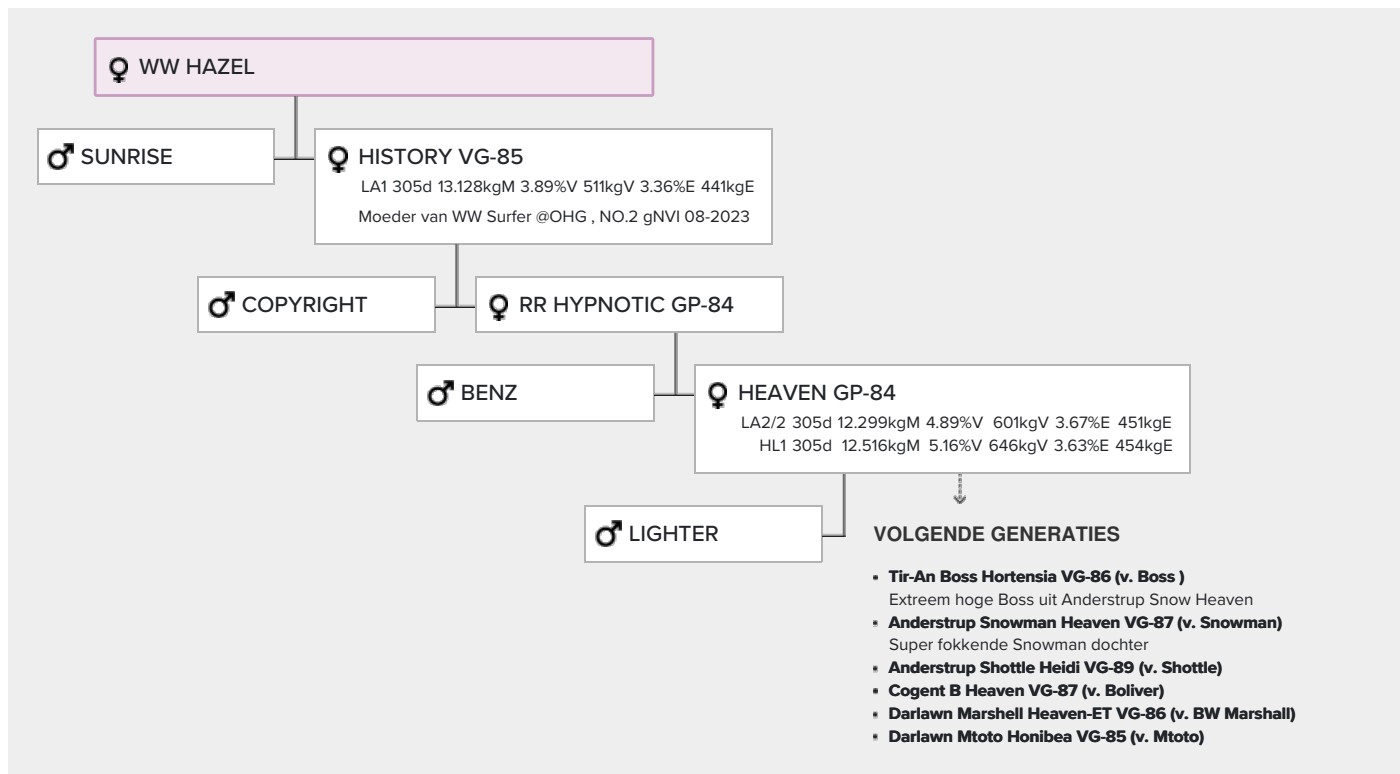 WW HAZEL
SUNRISE
HISTORY VG-85
LA1 305d 13.128kgM 3.89%V 511kgV 3.36%E 441kgE
Moeder van WW Surfer @OHG , NO.2 gNVI 08-2023
COPYRIGHT
RR HYPNOTIC GP-84
BENZ
HEAVEN GP-84
LA2/2 305d 12.299kgM 4.89%V 601kgV 3.67%E 451kgE
HL1 305d 12.516kgM 5.16%V 646kgV 3.63%E 454kgE
LIGHTER
VOLGENDE GENERATIES
• Tir-An Boss Hortensia VG-86 (v. Boss )
Extreem hoge Boss uit Anderstrup Snow Heaven
• Anderstrup Snowman Heaven VG-87 (v. Snowman)
Super fokkende Snowman dochter
• Anderstrup Shottle Heidi VG-89 (v. Shottle)
• Cogent B Heaven VG-87 (v. Boliver)
• Darlawn Marshell Heaven-ET VG-86 (v. BW Marshall)
• Darlawn Mtoto Honibea VG-85 (v. Mtoto)